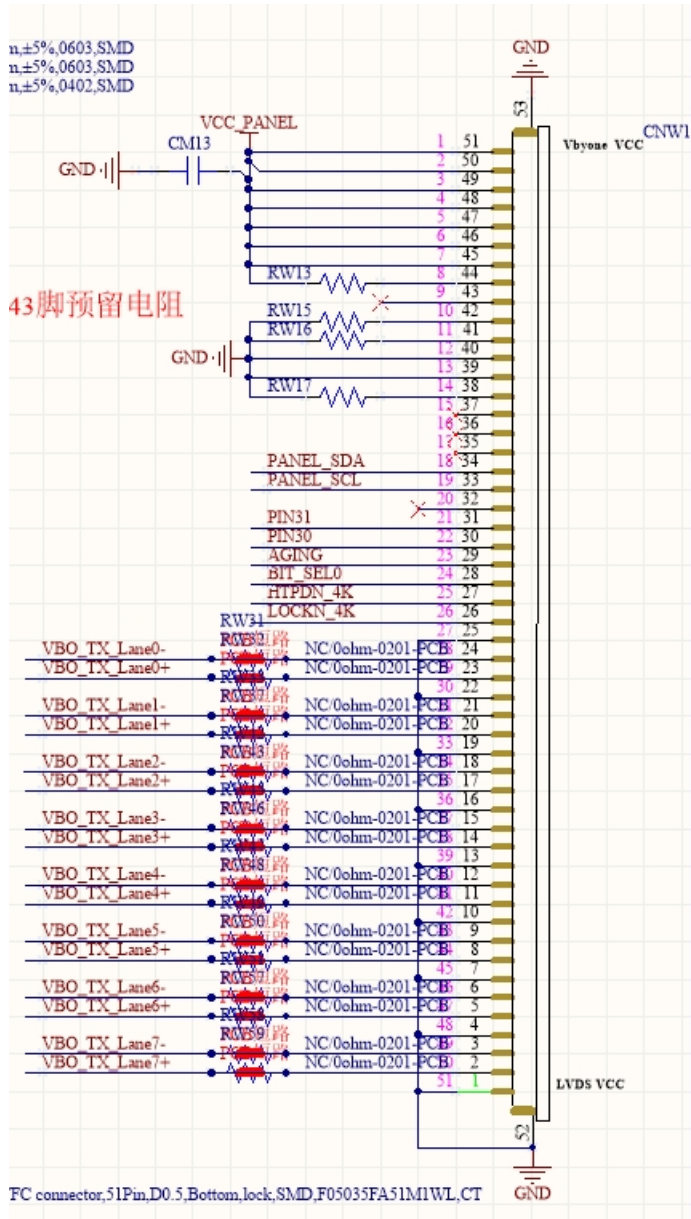 n,±5%,0603,SMD
n,±5%,0603,SMD
n,±5%,0402,SMD
GND
53
VCC_PANEL
CM13
GND
Vbyone VCC
CNW1
1 51
2 50
3 49
4 48
5 47
6 46
7 45
RW13 8 44
9 43
43脚预留电阻
RW15 10 42
RW16 11 41
GND 12 40
13 39
RW17 14 38
15 37
16 36
17 35
PANEL_SDA 18 34
PANEL_SCL 19 33
20 32
PIN31 21 31
PIN30 22 30
AGING 23 29
BIT_SEL0 24 28
HTPDN_4K 25 27
LOCKN_4K 26 26
RW31 27 25
VBO_TX_Lane0- NC/0ohm-0201-PCB 24
VBO_TX_Lane0+ NC/0ohm-0201-PCB 23
30 22
VBO_TX_Lane1- NC/0ohm-0201-PCB 21
VBO_TX_Lane1+ NC/0ohm-0201-PCB 20
33 19
VBO_TX_Lane2- NC/0ohm-0201-PCB 18
VBO_TX_Lane2+ NC/0ohm-0201-PCB 17
36 16
VBO_TX_Lane3- NC/0ohm-0201-PCB 15
VBO_TX_Lane3+ NC/0ohm-0201-PCB 14
39 13
VBO_TX_Lane4- NC/0ohm-0201-PCB 12
VBO_TX_Lane4+ NC/0ohm-0201-PCB 11
42 10
VBO_TX_Lane5- NC/0ohm-0201-PCB 9
VBO_TX_Lane5+ NC/0ohm-0201-PCB 8
45 7
VBO_TX_Lane6- NC/0ohm-0201-PCB 6
VBO_TX_Lane6+ NC/0ohm-0201-PCB 5
48 4
VBO_TX_Lane7- NC/0ohm-0201-PCB 3
VBO_TX_Lane7+ NC/0ohm-0201-PCB 2
51 1
LVDS VCC
52
GND
TFC connector,51Pin,D0.5,Bottom,lock,SMD,F05035FA51M1WL,CT